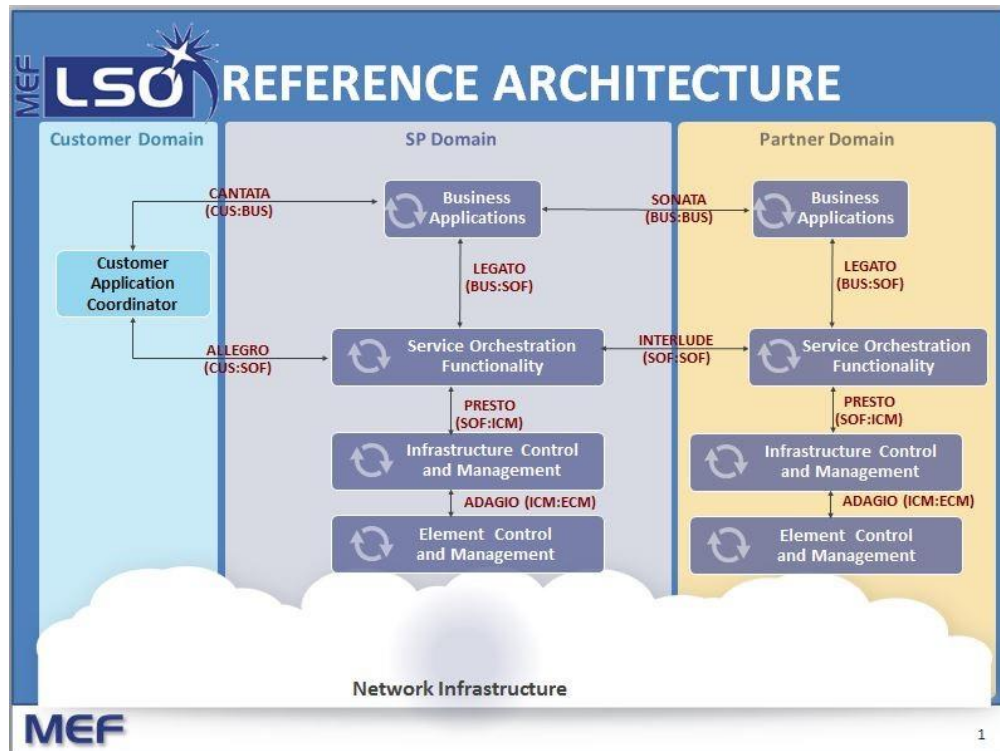 MEF
LSO
REFERENCE ARCHITECTURE
Customer Domain
SP Domain
Partner Domain
CANTATA
(CUS:BUS)
Business
Applications
SONATA
(BUS:BUS)
Business
Applications
Customer
Application
Coordinator
LEGATO
(BUS:SOF)
LEGATO
(BUS:SOF)
ALLEGRO
(CUS:SOF)
Service Orchestration
Functionality
INTERLUDE
(SOF:SOF)
Service Orchestration
Functionality
PRESTO
(SOF:ICM)
PRESTO
(SOF:ICM)
Infrastructure Control
and Management
Infrastructure Control
and Management
ADAGIO (ICM:ECM)
ADAGIO (ICM:ECM)
Element Control
and Management
Element Control
and Management
Network Infrastructure
MEF
1